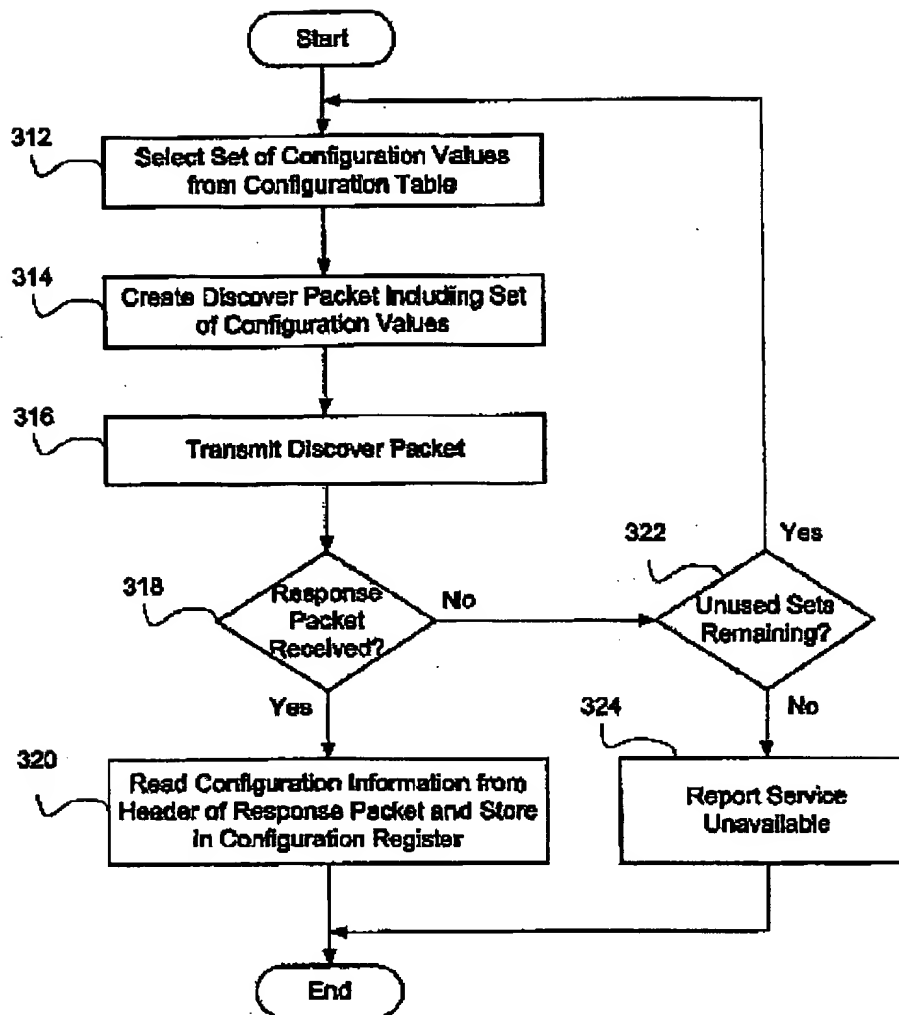 Start
312
Select Set of Configuration Values
from Configuration Table
314
Create Discover Packet Including Set
of Configuration Values
316
Transmit Discover Packet
318
Response
Packet
Received?
No
Yes
322
Unused Sets
Remaining?
Yes
No
320
Read Configuration Information from
Header of Response Packet and Store
in Configuration Register
324
Report Service
Unavailable
End